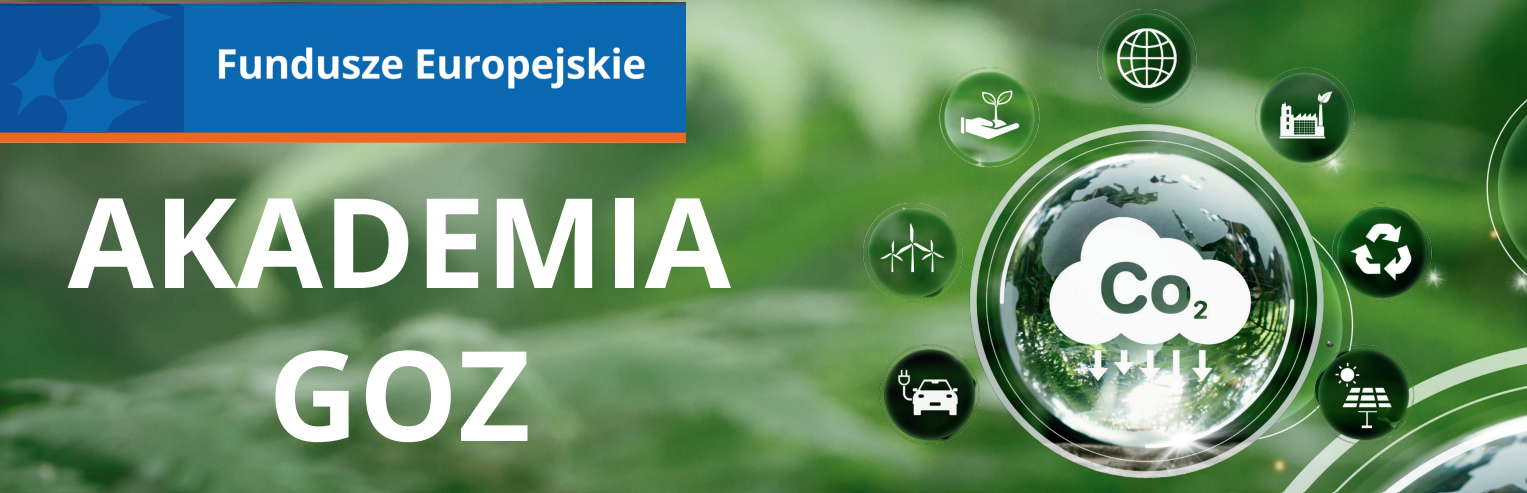 Fundusze Europejskie
AKADEMIA
GOZ
Co₂